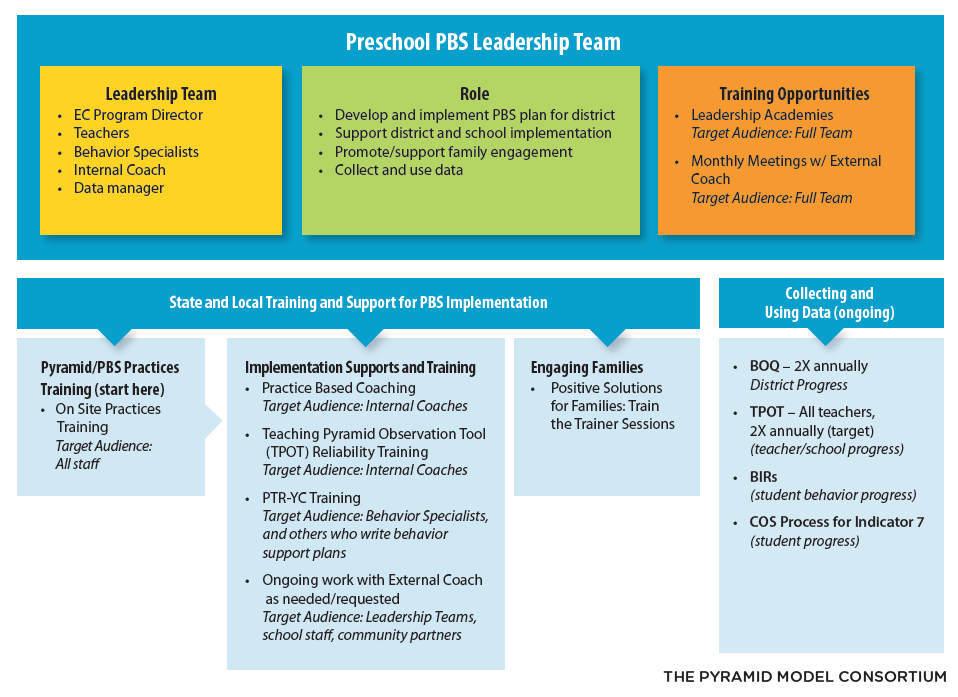 Preschool PBS Leadership Team
Leadership Team
• EC Program Director
• Teachers
• Behavior Specialists
• Internal Coach
• Data manager
Role
• Develop and implement PBS plan for district
• Support district and school implementation
• Promote/support family engagement
• Collect and use data
Training Opportunities
• Leadership Academies
Target Audience: Full Team
• Monthly Meetings w/ External
Coach
Target Audience: Full Team
State and Local Training and Support for PBS Implementation
Pyramid/PBS Practices
Training (start here)
• On Site Practices
Training
Target Audience:
All staff
Implementation Supports and Training
• Practice Based Coaching
Target Audience: Internal Coaches
• Teaching Pyramid Observation Tool
(TPOT) Reliability Training
Target Audience: Internal Coaches
• PTR-YC Training
Target Audience: Behavior Specialists,
and others who write behavior
support plans
• Ongoing work with External Coach
as needed/requested
Target Audience: Leadership Teams,
school staff, community partners
Engaging Families
• Positive Solutions
for Families: Train
the Trainer Sessions
Collecting and
Using Data (ongoing)
• BOQ – 2X annually
District Progress
• TPOT – All teachers,
2X annually (target)
(teacher/school progress)
• BIRs
(student behavior progress)
• COS Process for Indicator 7
(student progress)
THE PYRAMID MODEL CONSORTIUM